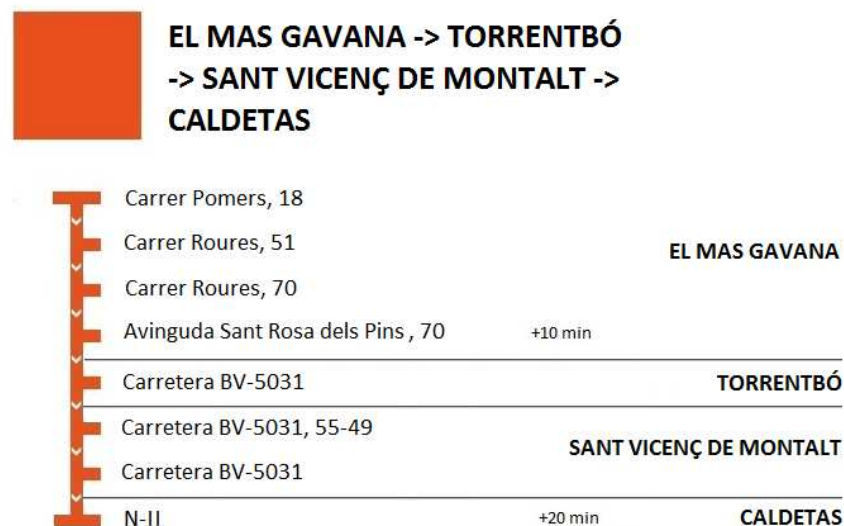 EL MAS GAVANA -> TORRENTBÓ
-> SANT VICENÇ DE MONTALT ->
CALDETAS
Carrer Pomers, 18
Carrer Roures, 51
EL MAS GAVANA
Carrer Roures, 70
Avinguda Sant Rosa dels Pins , 70 +10 min
Carretera BV-5031 TORRENTBÓ
Carretera BV-5031, 55-49
SANT VICENÇ DE MONTALT
Carretera BV-5031
N-II +20 min CALDETAS